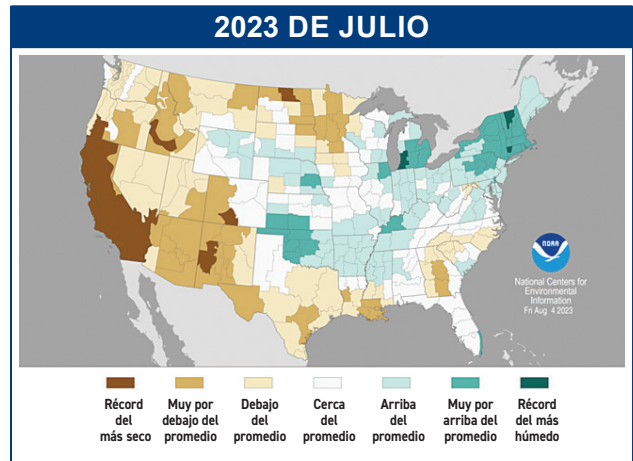 2023 DE JULIO
NOAA
National Centers for
Environmental
Information
Fri Aug 4 2023
Récord
del
más seco
Muy por
debajo del
promedio
Debajo
del
promedio
Cerca
del
promedio
Arriba
del
promedio
Muy por
arriba del
promedio
Récord
del más
húmedo